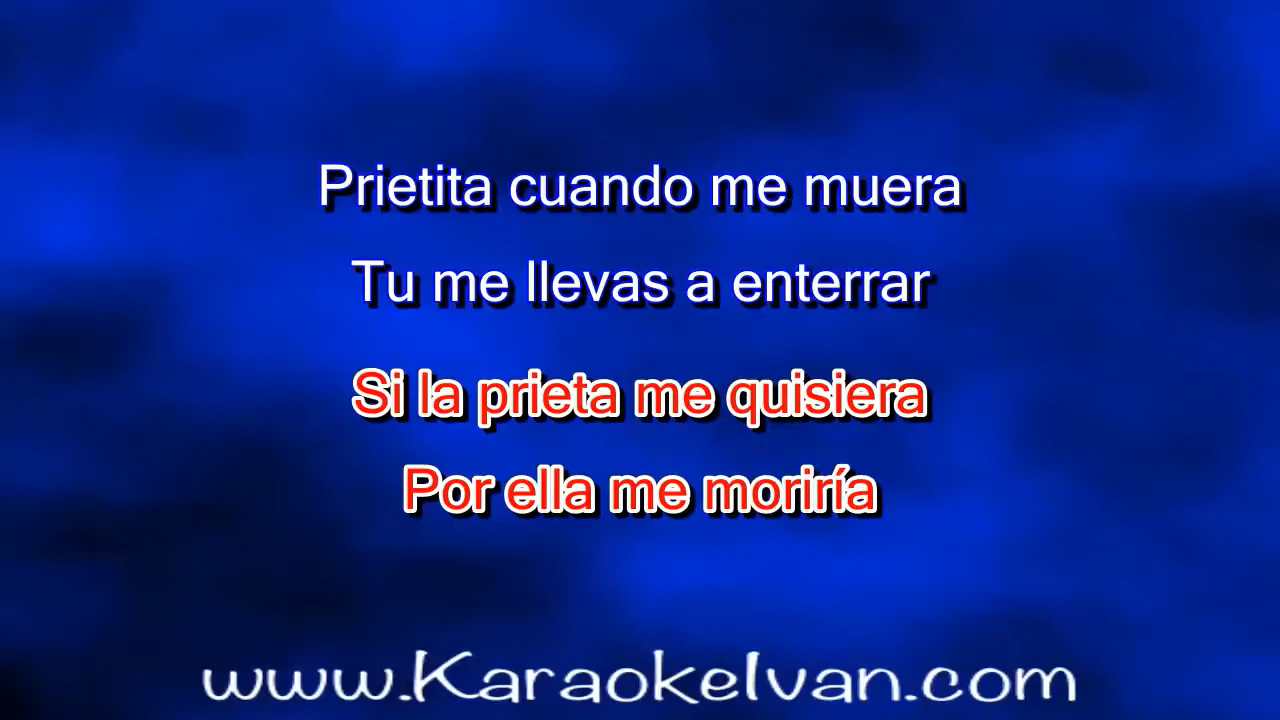 Prietita cuando me muera
Tu me llevas a enterrar
Si la prieta me quisiera
Por ella me moriría
www.KaraokeIvan.com